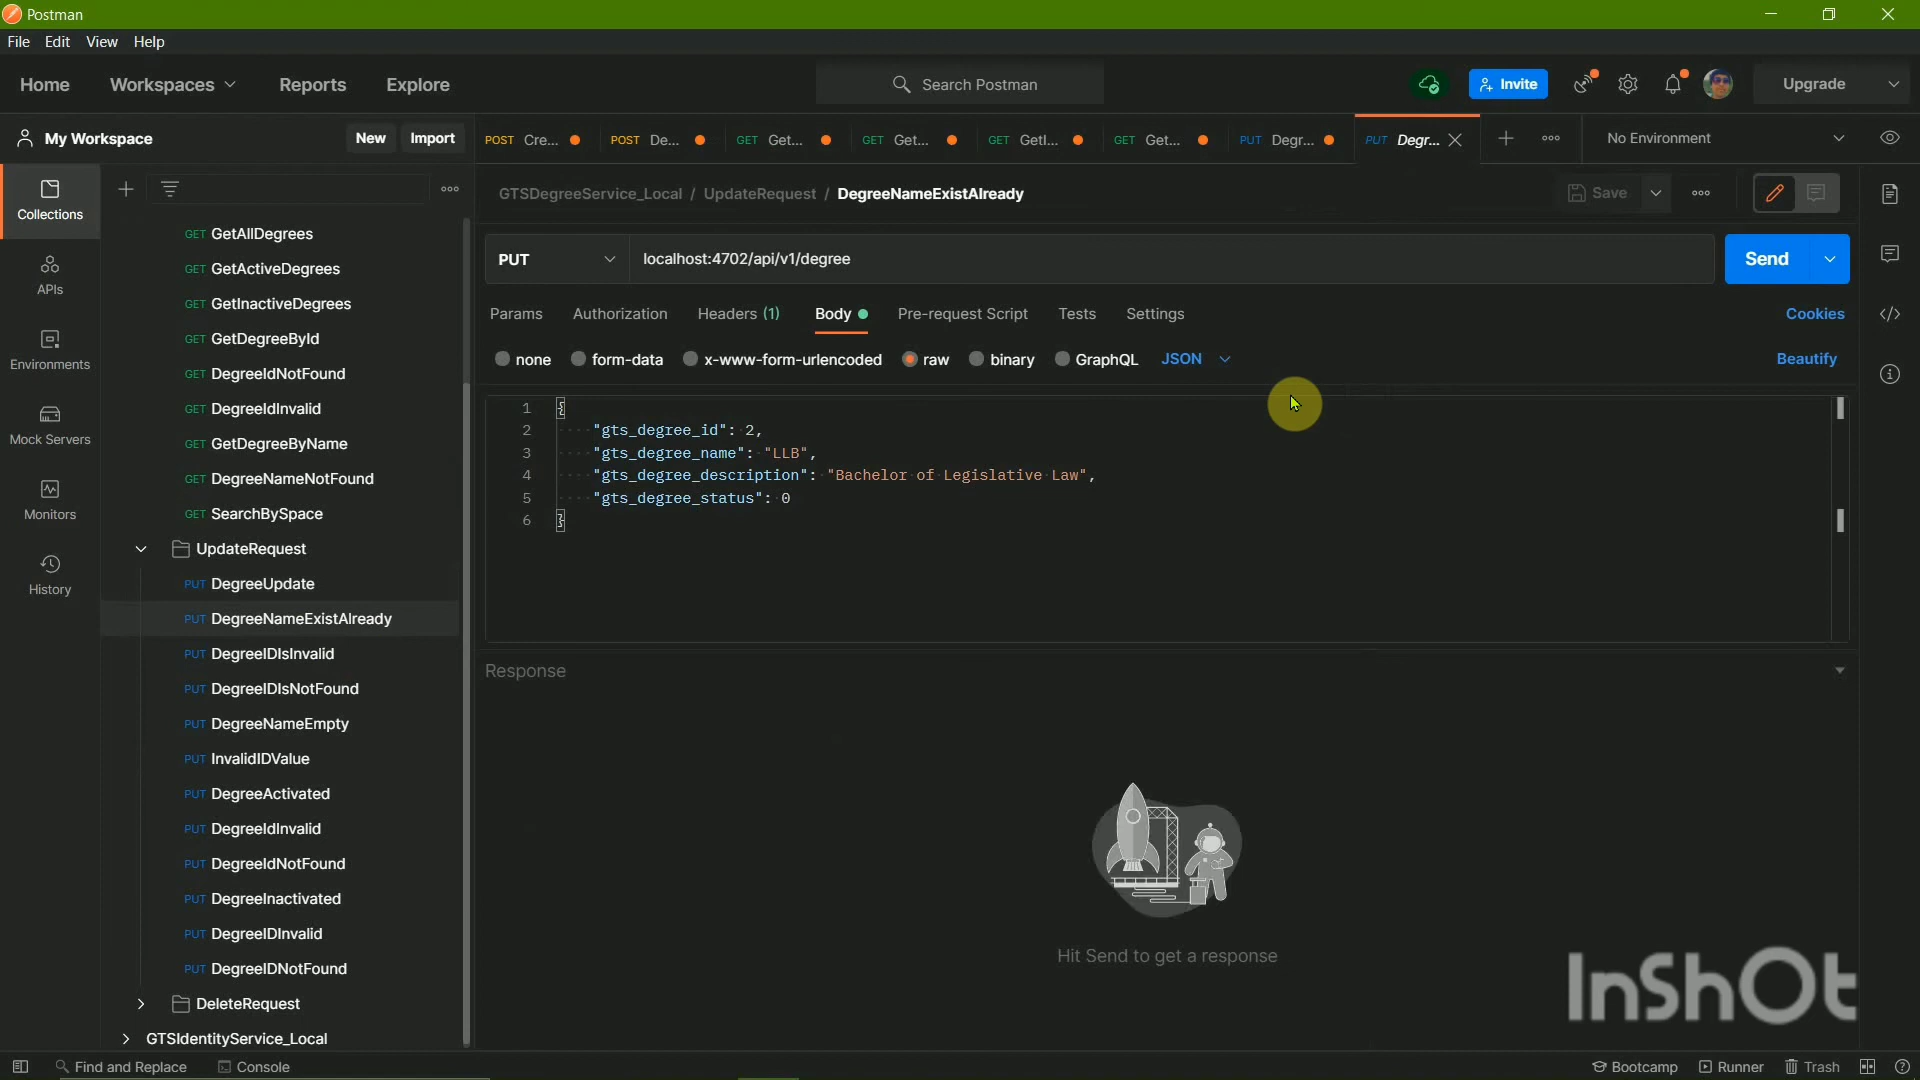 Postman
File Edit View Help
Home Workspaces Reports Explore Search Postman Invite Upgrade
My Workspace New Import POST Cre... POST De... GET Get... GET Get... GET GetI... GET Get... PUT Degr... PUT Degr... No Environment
Collections
APIs
Environments
Mock Servers
Monitors
History
GET GetAllDegrees
GET GetActiveDegrees
GET GetInactiveDegrees
GET GetDegreeById
GET DegreeIdNotFound
GET DegreeIdInvalid
GET GetDegreeByName
GET DegreeNameNotFound
GET SearchBySpace
UpdateRequest
PUT DegreeUpdate
PUT DegreeNameExistAlready
PUT DegreeIDIsInvalid
PUT DegreeIDIsNotFound
PUT DegreeNameEmpty
PUT InvalidIDValue
PUT DegreeActivated
PUT DegreeIdInvalid
PUT DegreeIdNotFound
PUT DegreeInactivated
PUT DegreeIDInvalid
PUT DegreeIDNotFound
DeleteRequest
GTSIdentityService_Local
GTSDegreeService_Local / UpdateRequest / DegreeNameExistAlready Save
PUT localhost:4702/api/v1/degree Send
Params Authorization Headers (1) Body Pre-request Script Tests Settings Cookies
none form-data x-www-form-urlencoded raw binary GraphQL JSON Beautify
1 {
2 "gts_degree_id": 2,
3 "gts_degree_name": "LLB",
4 "gts_degree_description": "Bachelor of Legislative Law",
5 "gts_degree_status": 0
6 }
Response
Hit Send to get a response
InShOt
Find and Replace Console Bootcamp Runner Trash